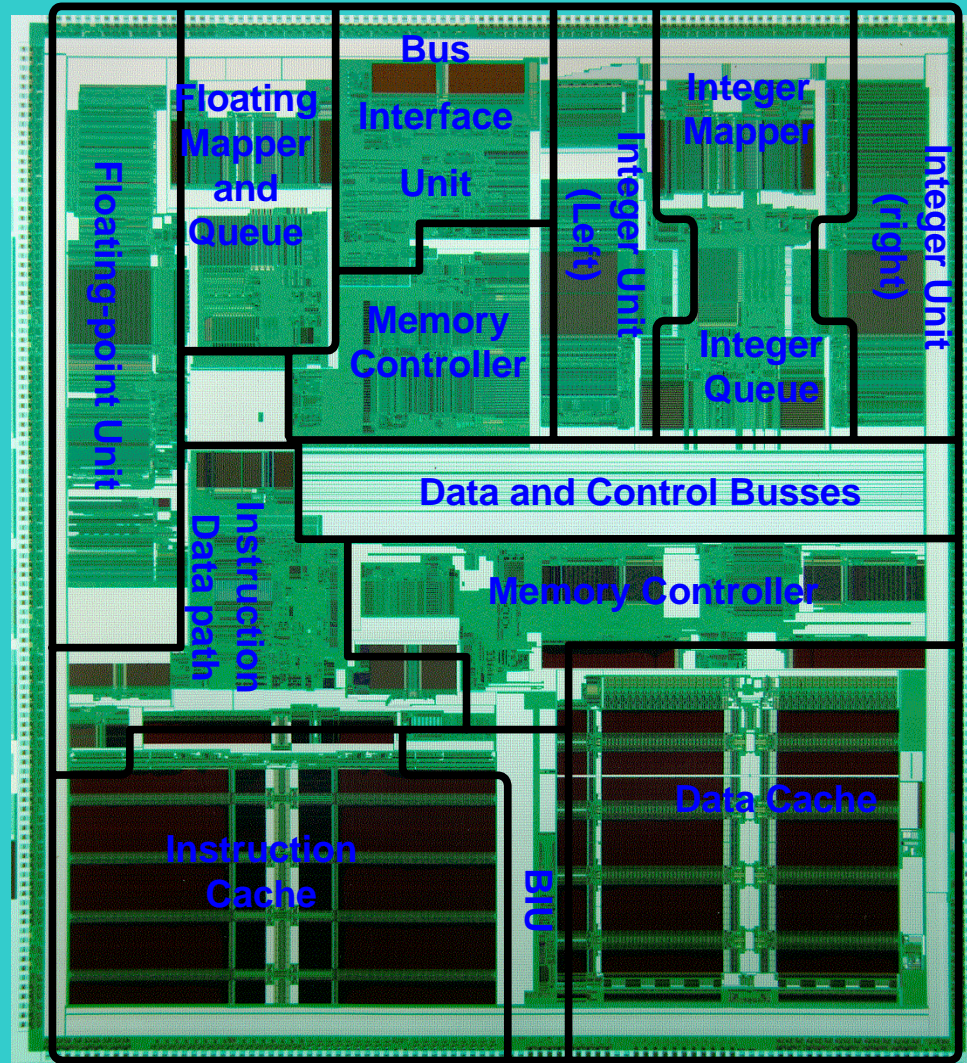 Bus
Interface
Unit
Floating
Mapper
and
Queue
Integer
Mapper
Floating-point Unit
Integer Unit
(Left)
Integer Unit
(right)
Memory
Controller
Integer
Queue
Data and Control Busses
Instruction
Data path
Memory Controller
Data Cache
Instruction
Cache
BIU